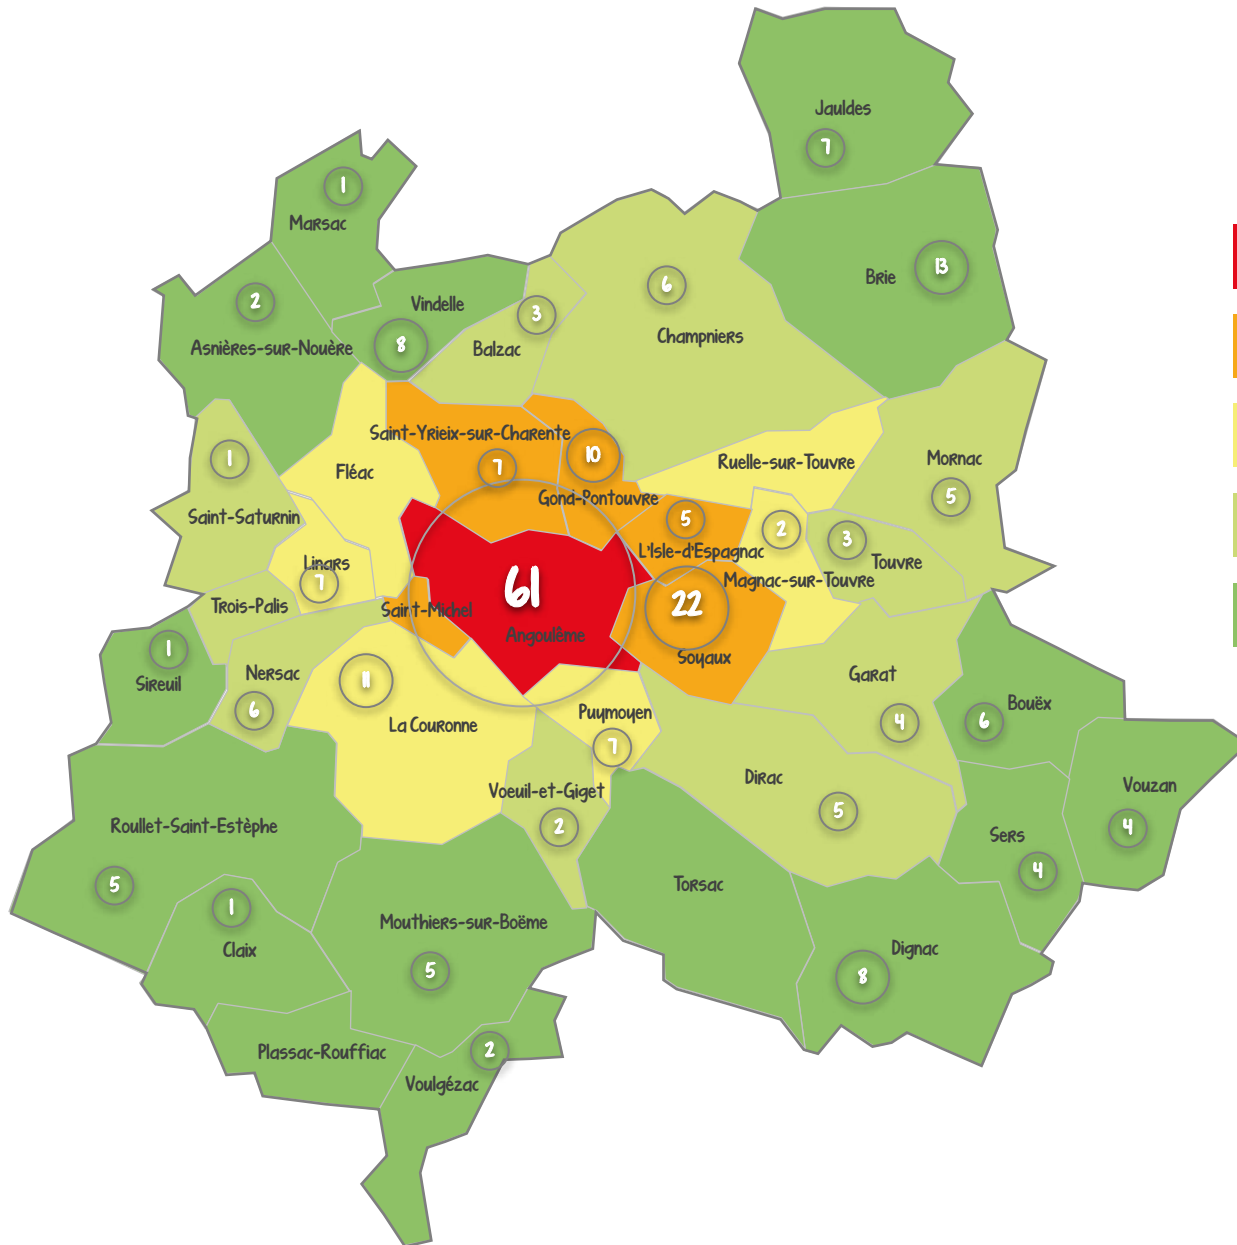 Jauldes
7
1
Marsac
Brie
13
2
Asnières-sur-Nouère
Vindelle
8
3
Balzac
6
Champniers
Saint-Yrieix-sur-Charente
7
10
Gond-Pontouvre
Fléac
1
Saint-Saturnin
Ruelle-sur-Touvre
Mornac
5
5
L'Isle-d'Espagnac
2
Magnac-sur-Touvre
3
Touvre
Linars
7
Trois-Palis
Saint-Michel
61
Angoulême
22
Soyaux
1
Sireuil
Nersac
6
11
La Couronne
Puymoyen
7
Garat
4
Bouëx
6
Voeuil-et-Giget
2
Dirac
5
Vouzan
4
Sers
4
Roullet-Saint-Estèphe
5
1
Claix
Mouthiers-sur-Boëme
5
Torsac
Dignac
8
Plassac-Rouffiac
2
Voulgézac